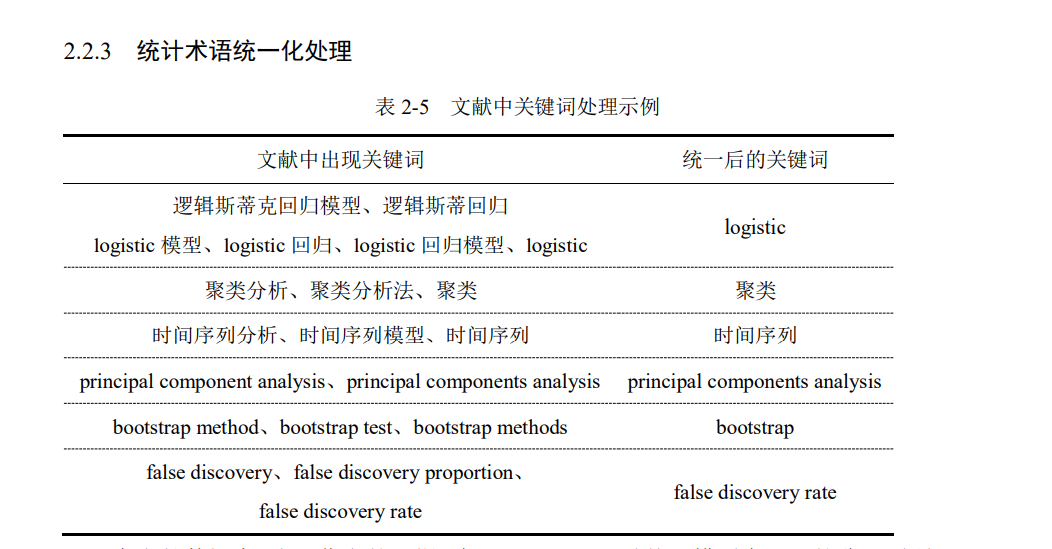 2.2.3 统计术语统一化处理
表 2-5 文献中关键词处理示例
文献中出现关键词 统一后的关键词
逻辑斯蒂克回归模型、逻辑斯蒂回归
logistic 模型、logistic 回归、logistic 回归模型、logistic
logistic
聚类分析、聚类分析法、聚类 聚类
时间序列分析、时间序列模型、时间序列 时间序列
principal component analysis、principal components analysis principal components analysis
bootstrap method、bootstrap test、bootstrap methods bootstrap
false discovery、false discovery proportion、
false discovery rate
false discovery rate